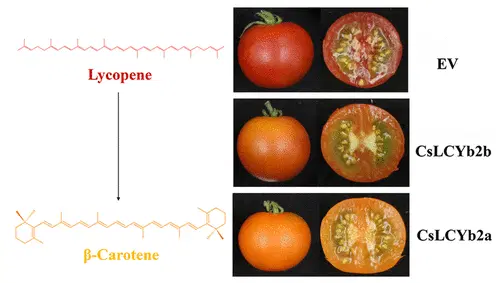 Lycopene
β-Carotene
EV
CsLCYb2b
CsLCYb2a